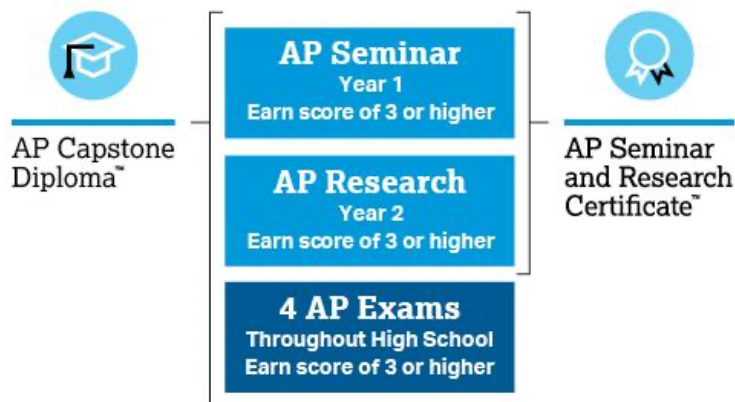 AP Capstone
Diploma™
AP Seminar
Year 1
Earn score of 3 or higher
AP Research
Year 2
Earn score of 3 or higher
4 AP Exams
Throughout High School
Earn score of 3 or higher
AP Seminar
and Research
Certificate™